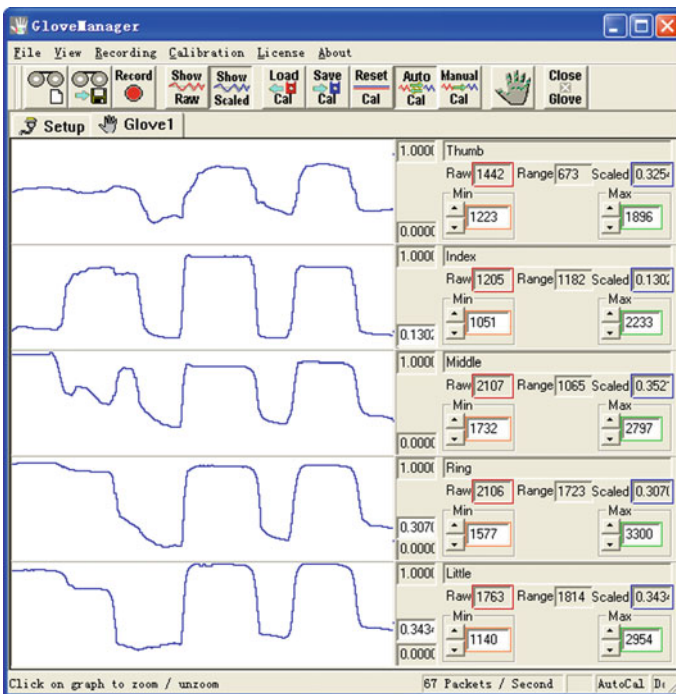 GloveManager
File View Recording Calibration License About
Record Show Raw Show Scaled Load Cal Save Cal Reset Cal Auto Cal Manual Cal Close Glove
Setup Glove1
1.000( Thumb
Raw 1442 Range 673 Scaled 0.3254
Min Max
1223 1896
0.000(
1.000( Index
Raw 1205 Range 1182 Scaled 0.1302
Min Max
0.1302 1051 2233
1.000( Middle
Raw 2107 Range 1065 Scaled 0.352
Min Max
1732 2797
0.000(
1.000( Ring
Raw 2106 Range 1723 Scaled 0.307(
Min Max
0.307( 1577 3300
0.000(
1.000( Little
Raw 1763 Range 1814 Scaled 0.3434
Min Max
0.3434 1140 2954
0.000(
Click on graph to zoom / unzoom 67 Packets / Second AutoCal